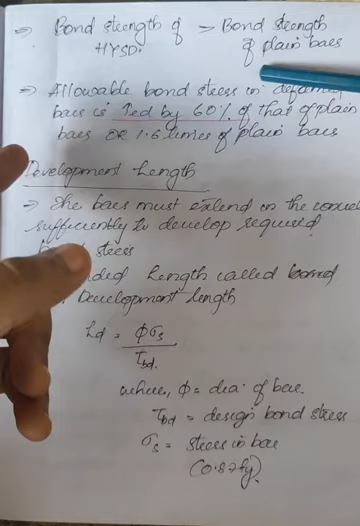 ⇒ Bond strength of > Bond strength
HYSD. of plain bars
⇒ Allowable bond stress in deformed
bars is ↑ed by 60% of that of plain
bars OR 1.6 times of plain bars
Development Length
→ The bars must extend in the
sufficiently to develop required
stress
Length called
Development length
Ld = φσs
τbd.
where, φ = dia. of bar.
τbd = design bond stress
σs = stress in bar
(0.87fy).